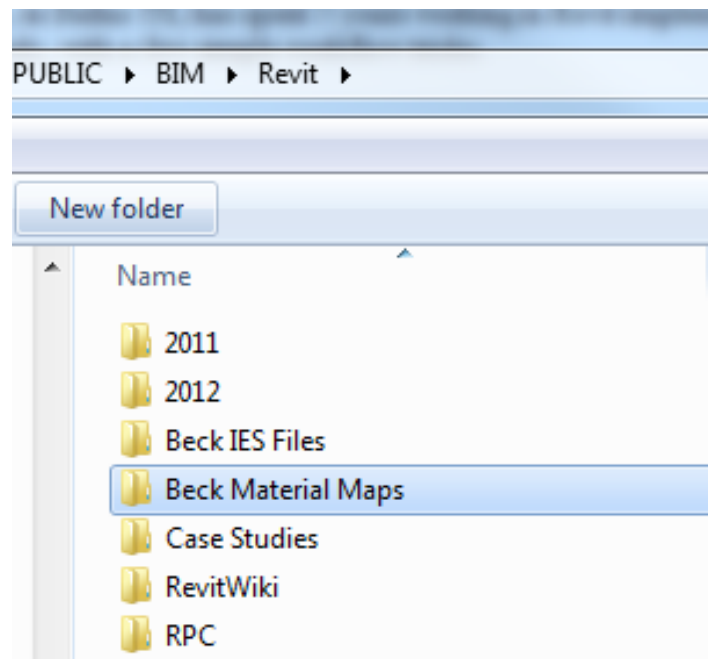 PUBLIC ▸ BIM ▸ Revit ▸
New folder
Name
2011
2012
Beck IES Files
Beck Material Maps
Case Studies
RevitWiki
RPC